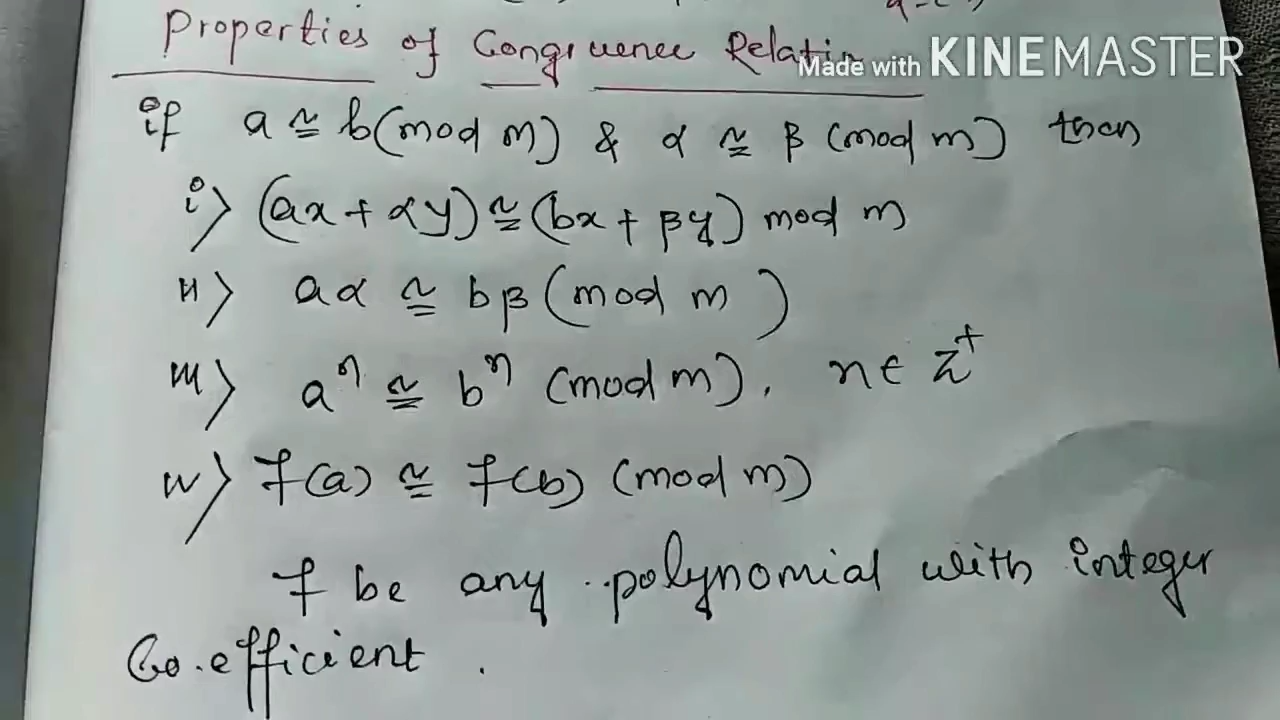 Properties of Congruence Relatin
Made with KINEMASTER
if a ≅ b(mod m) & α ≅ β (mod m) then
i> (ax + αy) ≅ (bx + βy) mod m
ii> aα ≅ bβ (mod m)
iii> aⁿ ≅ bⁿ (mod m), n ∈ Z⁺
iv> f(a) ≅ f(b) (mod m)
f be any polynomial with integer
Co.efficient .